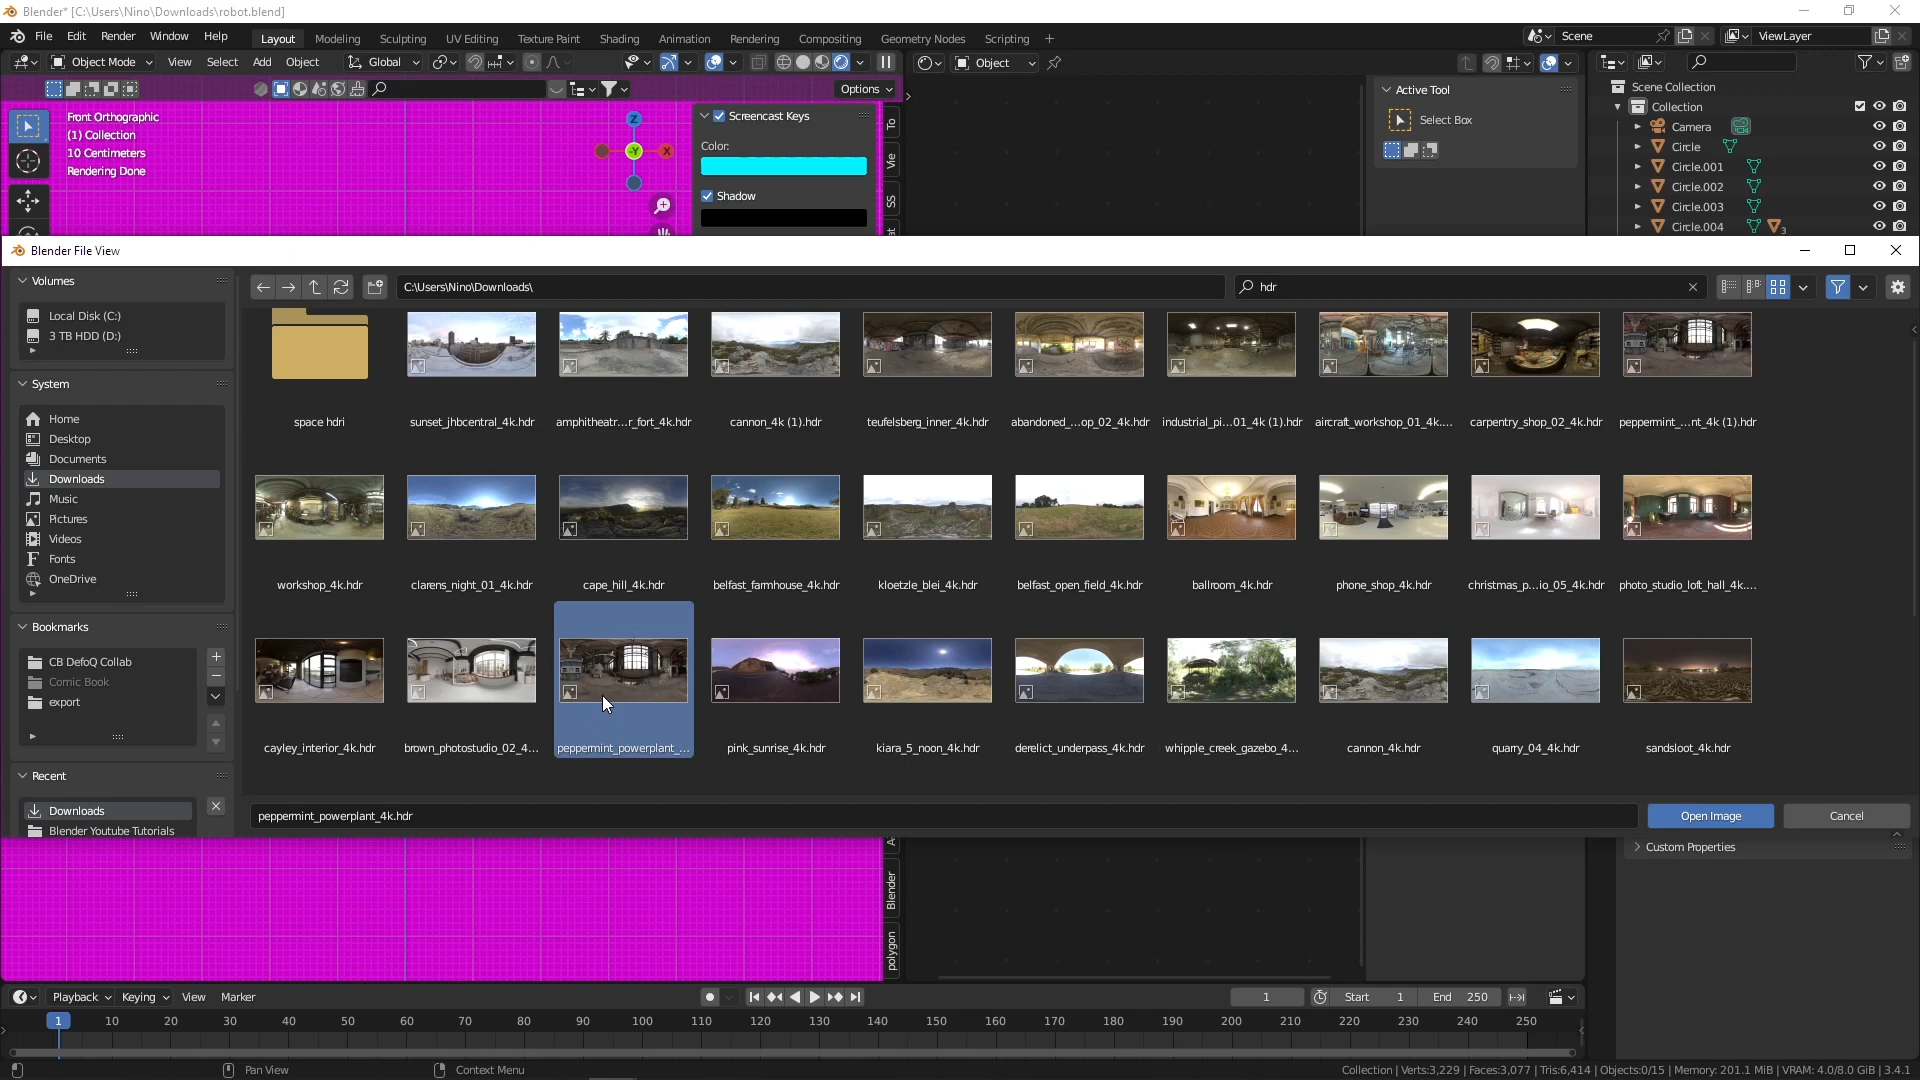 Blender* [C:\Users\Nino\Downloads\robot.blend]
File Edit Render Window Help Layout Modeling Sculpting UV Editing Texture Paint Shading Animation Rendering Compositing Geometry Nodes Scripting + Scene ViewLayer
Object Mode View Select Add Object Global Object
Options
Front Orthographic
(1) Collection
10 Centimeters
Rendering Done
Z
-Y
X
Screencast Keys
Color:
Shadow
To
Vie
SS
Active Tool
Select Box
Scene Collection
Collection
Camera
Circle
Circle.001
Circle.002
Circle.003
Circle.004 3
Blender File View
Volumes
Local Disk (C:)
3 TB HDD (D:)
System
Home
Desktop
Documents
Downloads
Music
Pictures
Videos
Fonts
OneDrive
Bookmarks
CB DefoQ Collab
Comic Book
export
Recent
Downloads
Blender Youtube Tutorials
C:\Users\Nino\Downloads\ hdr
space hdri sunset_jhbcentral_4k.hdr amphitheatr...r_fort_4k.hdr cannon_4k (1).hdr teufelsberg_inner_4k.hdr abandoned_...op_02_4k.hdr industrial_pi...01_4k (1).hdr aircraft_workshop_01_4k.... carpentry_shop_02_4k.hdr peppermint_...nt_4k (1).hdr
workshop_4k.hdr clarens_night_01_4k.hdr cape_hill_4k.hdr belfast_farmhouse_4k.hdr kloetzle_blei_4k.hdr belfast_open_field_4k.hdr ballroom_4k.hdr phone_shop_4k.hdr christmas_p...io_05_4k.hdr photo_studio_loft_hall_4k....
cayley_interior_4k.hdr brown_photostudio_02_4... peppermint_powerplant_... pink_sunrise_4k.hdr kiara_5_noon_4k.hdr derelict_underpass_4k.hdr whipple_creek_gazebo_4... cannon_4k.hdr quarry_04_4k.hdr sandsloot_4k.hdr
peppermint_powerplant_4k.hdr Open Image Cancel
Blender
polygon
Custom Properties
Playback Keying View Marker 1 Start 1 End 250
1 10 20 30 40 50 60 70 80 90 100 110 120 130 140 150 160 170 180 190 200 210 220 230 240 250
Pan View Context Menu Collection | Verts:3,229 | Faces:3,077 | Tris:6,414 | Objects:0/15 | Memory: 201.1 MiB | VRAM: 4.0/8.0 GiB | 3.4.1